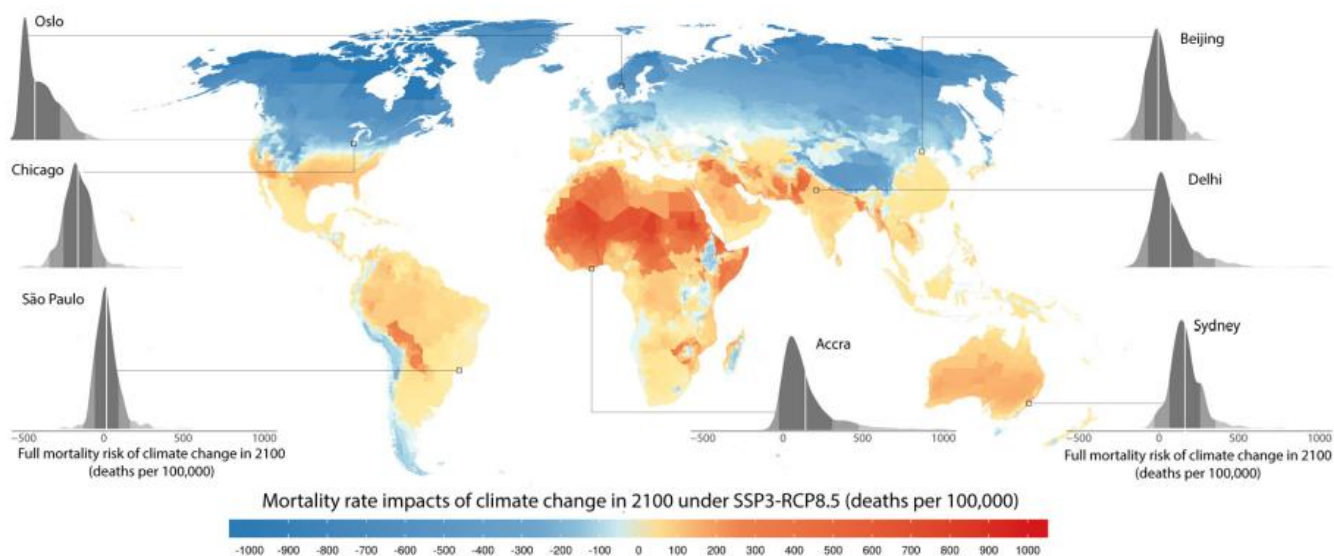 Oslo
Beijing
Chicago
Delhi
São Paulo
Sydney
Accra
−500 0 500 1000
Full mortality risk of climate change in 2100
(deaths per 100,000)
−500 0 500 1000
−500 0 500 1000
Full mortality risk of climate change in 2100
(deaths per 100,000)
Mortality rate impacts of climate change in 2100 under SSP3-RCP8.5 (deaths per 100,000)
-1000 -900 -800 -700 -600 -500 -400 -300 -200 -100 0 100 200 300 400 500 600 700 800 900 1000